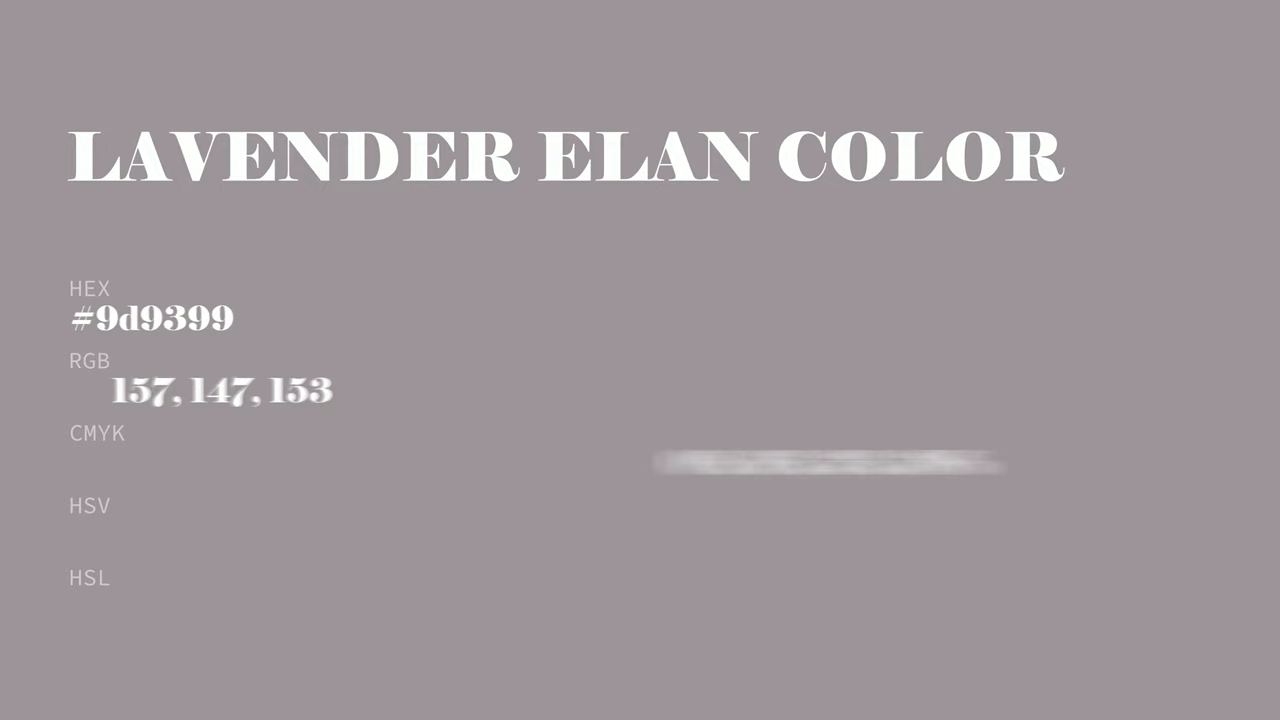 LAVENDER ELAN COLOR
HEX
#9d9399
RGB
157, 147, 153
CMYK
HSV
HSL